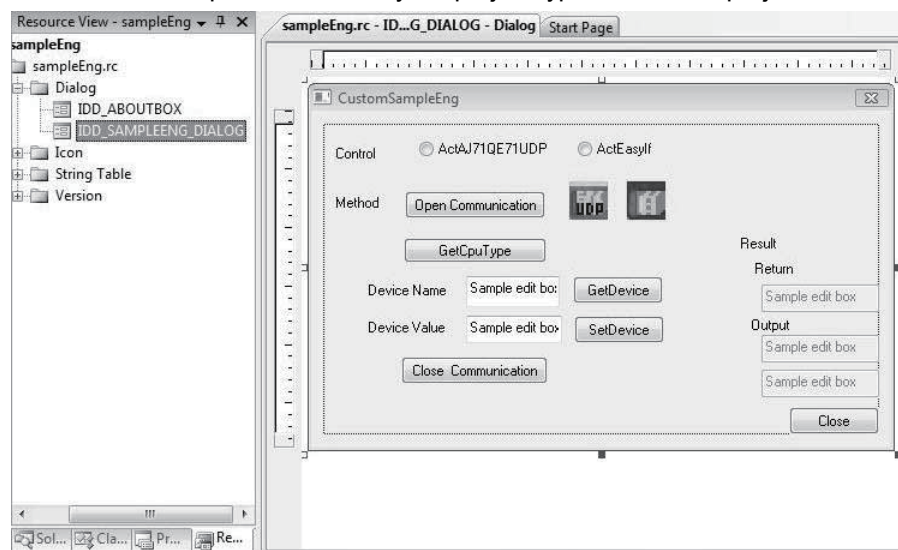 Resource View - sampleEng
sampleEng.rc - ID...G_DIALOG - Dialog
Start Page
sampleEng
sampleEng.rc
Dialog
IDD_ABOUTBOX
IDD_SAMPLEENG_DIALOG
Icon
String Table
Version
CustomSampleEng
Control
ActAJ71QE71UDP
ActEasyIf
Method
Open Communication
UDP
GetCpuType
Result
Return
Device Name
Sample edit bo
GetDevice
Sample edit box
Device Value
Sample edit box
SetDevice
Output
Sample edit box
Close Communication
Sample edit box
Close
Sol...
Cla...
Pr...
Re...